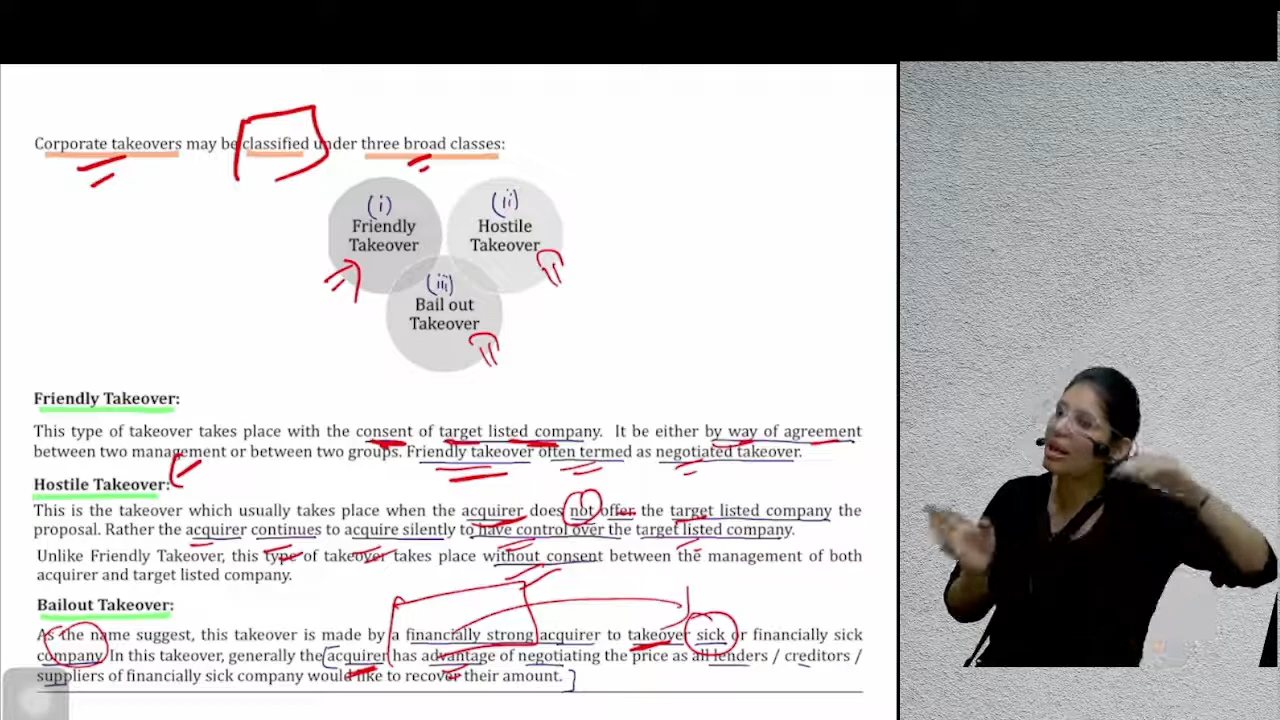 Corporate takeovers may be classified under three broad classes:
(i)
Friendly
Takeover
(ii)
Hostile
Takeover
(iii)
Bail out
Takeover
Friendly Takeover:
This type of takeover takes place with the consent of target listed company. It be either by way of agreement
between two management or between two groups. Friendly takeover often termed as negotiated takeover.
Hostile Takeover:
This is the takeover which usually takes place when the acquirer does not offer the target listed company the
proposal. Rather the acquirer continues to acquire silently to have control over the target listed company.
Unlike Friendly Takeover, this type of takeover takes place without consent between the management of both
acquirer and target listed company.
Bailout Takeover:
As the name suggest, this takeover is made by a financially strong acquirer to takeover sick or financially sick
company. In this takeover, generally the acquirer has advantage of negotiating the price as all lenders / creditors /
suppliers of financially sick company would like to recover their amount.